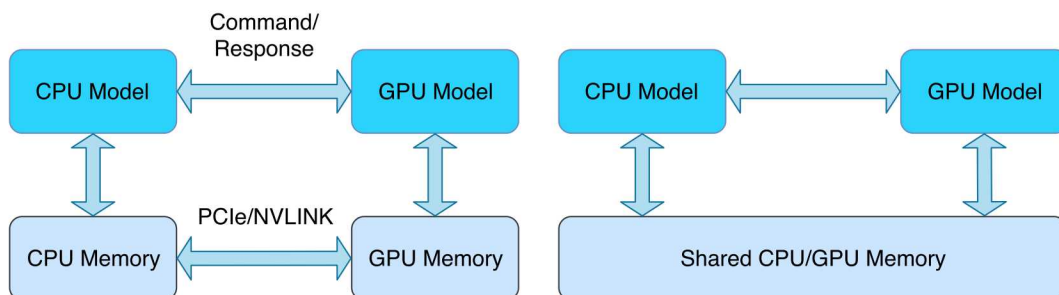 Command/
Response
CPU Model
GPU Model
CPU Model
GPU Model
PCIe/NVLINK
CPU Memory
GPU Memory
Shared CPU/GPU Memory